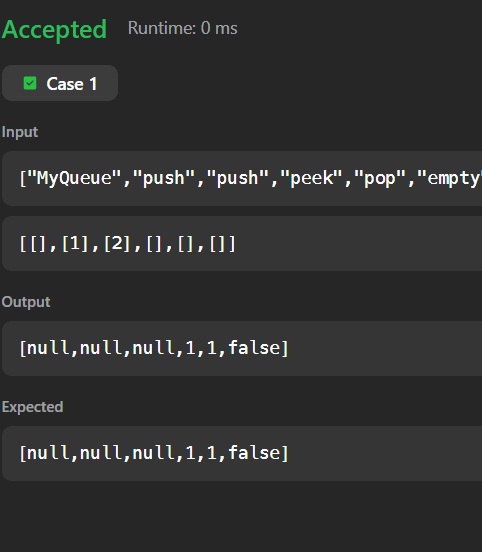 Accepted Runtime: 0 ms
Case 1
Input
["MyQueue","push","push","peek","pop","empty"
[[],[1],[2],[],[],[]]
Output
[null,null,null,1,1,false]
Expected
[null,null,null,1,1,false]